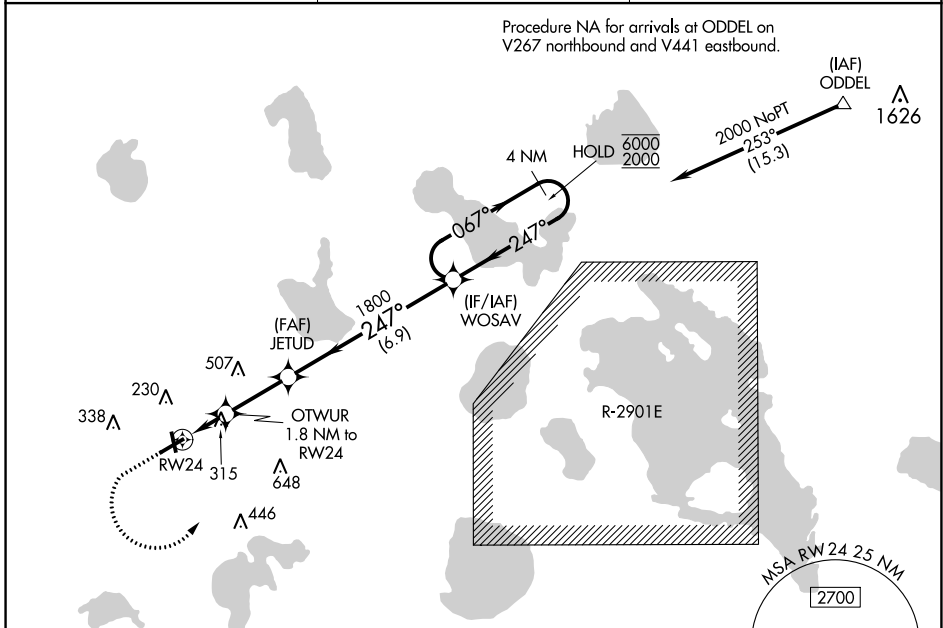 Procedure NA for arrivals at ODDEL on
V267 northbound and V441 eastbound.
(IAF)
ODDEL
1626
2000 NoPT
253°
(15.3)
4 NM
HOLD
6000
2000
067°
247°
(IF/IAF)
WOSAV
1800
247°
(6.9)
(FAF)
JETUD
507
230
338
OTWUR
1.8 NM to
RW24
RW24
315
648
446
R-2901E
MSA RW24 25 NM
2700